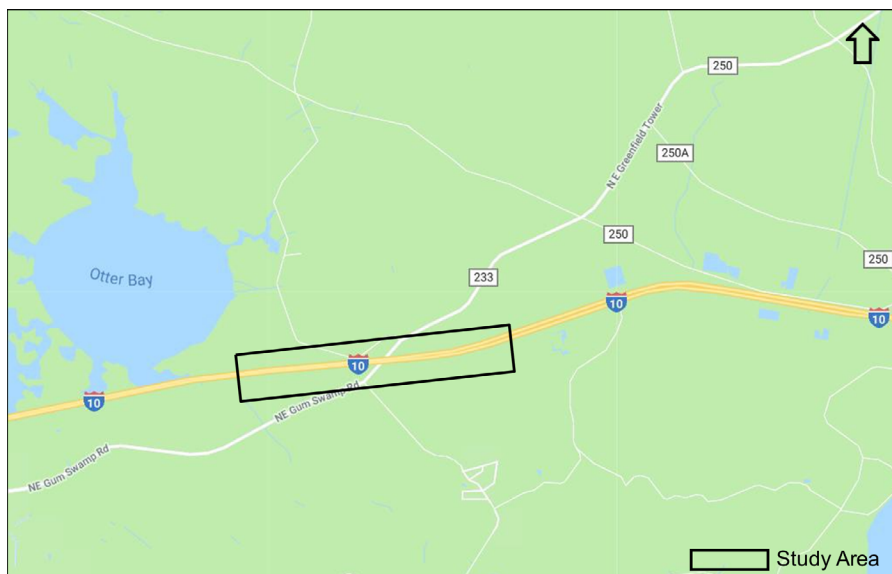 250
N E Greenfield Tower
250A
250
250
233
Otter Bay
10
10
10
10
NE Gum Swamp Rd
NE Gum Swamp Rd
Study Area